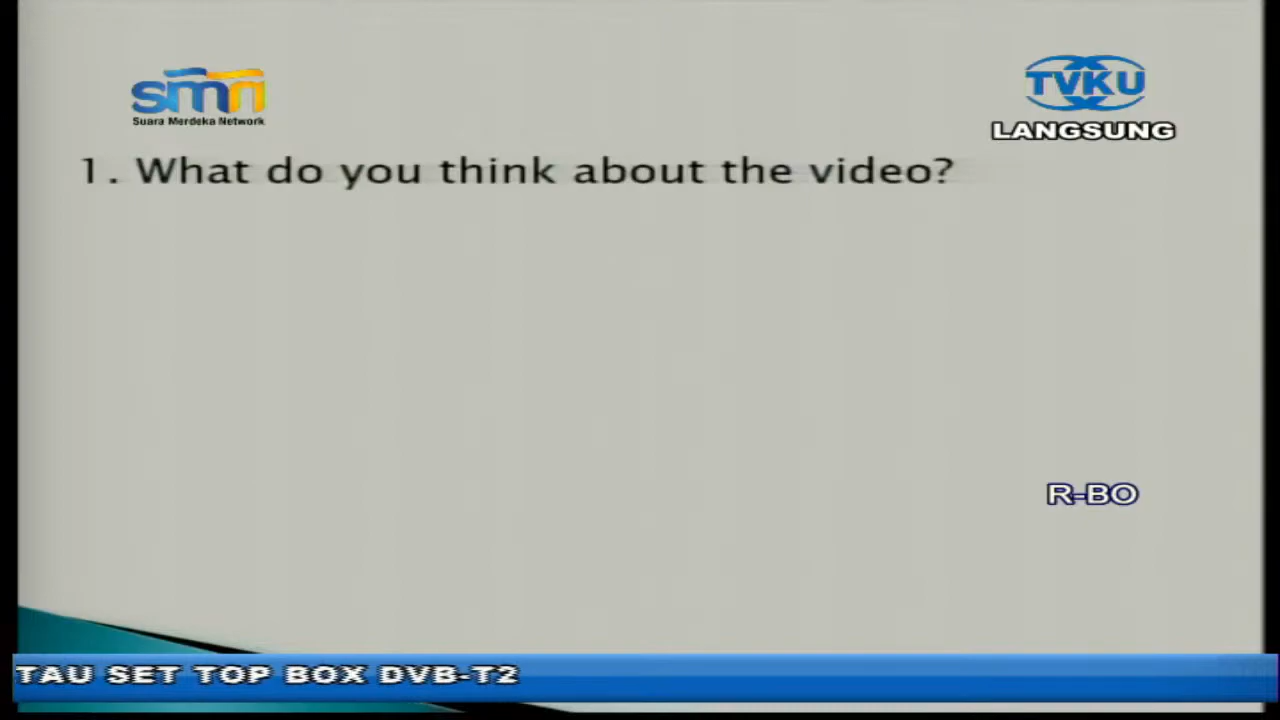 smn
Suara Merdeka Network
TVKU
LANGSUNG
1. What do you think about the video?
R-BO
TAU SET TOP BOX DVB-T2